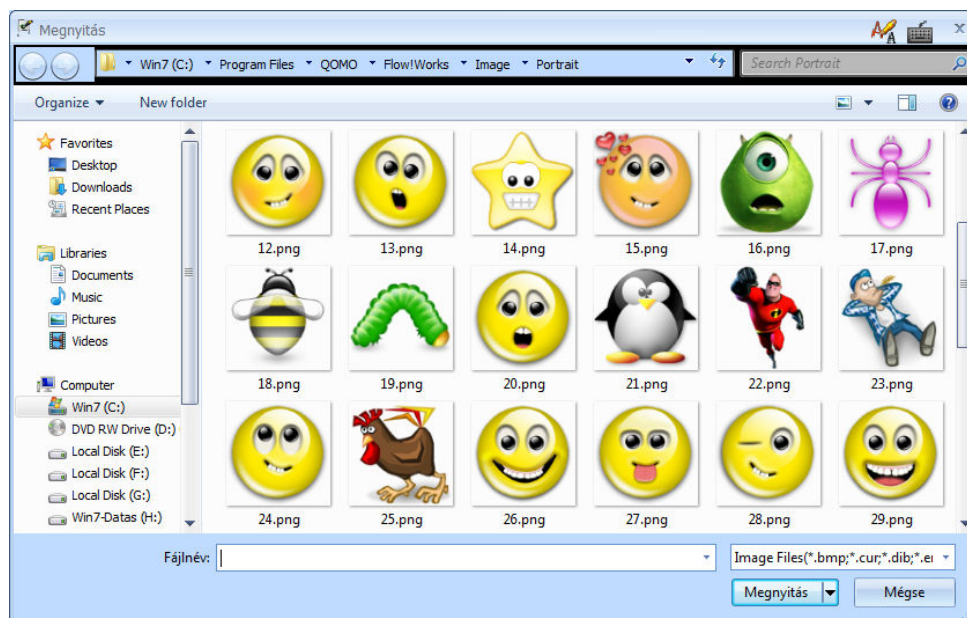 Megnyitás
Win7 (C:) Program Files QOMO Flow!Works Image Portrait
Search Portrait
Organize New folder
Favorites
Desktop
Downloads
Recent Places
Libraries
Documents
Music
Pictures
Videos
Computer
Win7 (C:)
DVD RW Drive (D:)
Local Disk (E:)
Local Disk (F:)
Local Disk (G:)
Win7-Datas (H:)
12.png 13.png 14.png 15.png 16.png 17.png
18.png 19.png 20.png 21.png 22.png 23.png
24.png 25.png 26.png 27.png 28.png 29.png
Fájlnév:
Image Files(*.bmp;*.cur;*.dib;*.e
Megnyitás Mégse